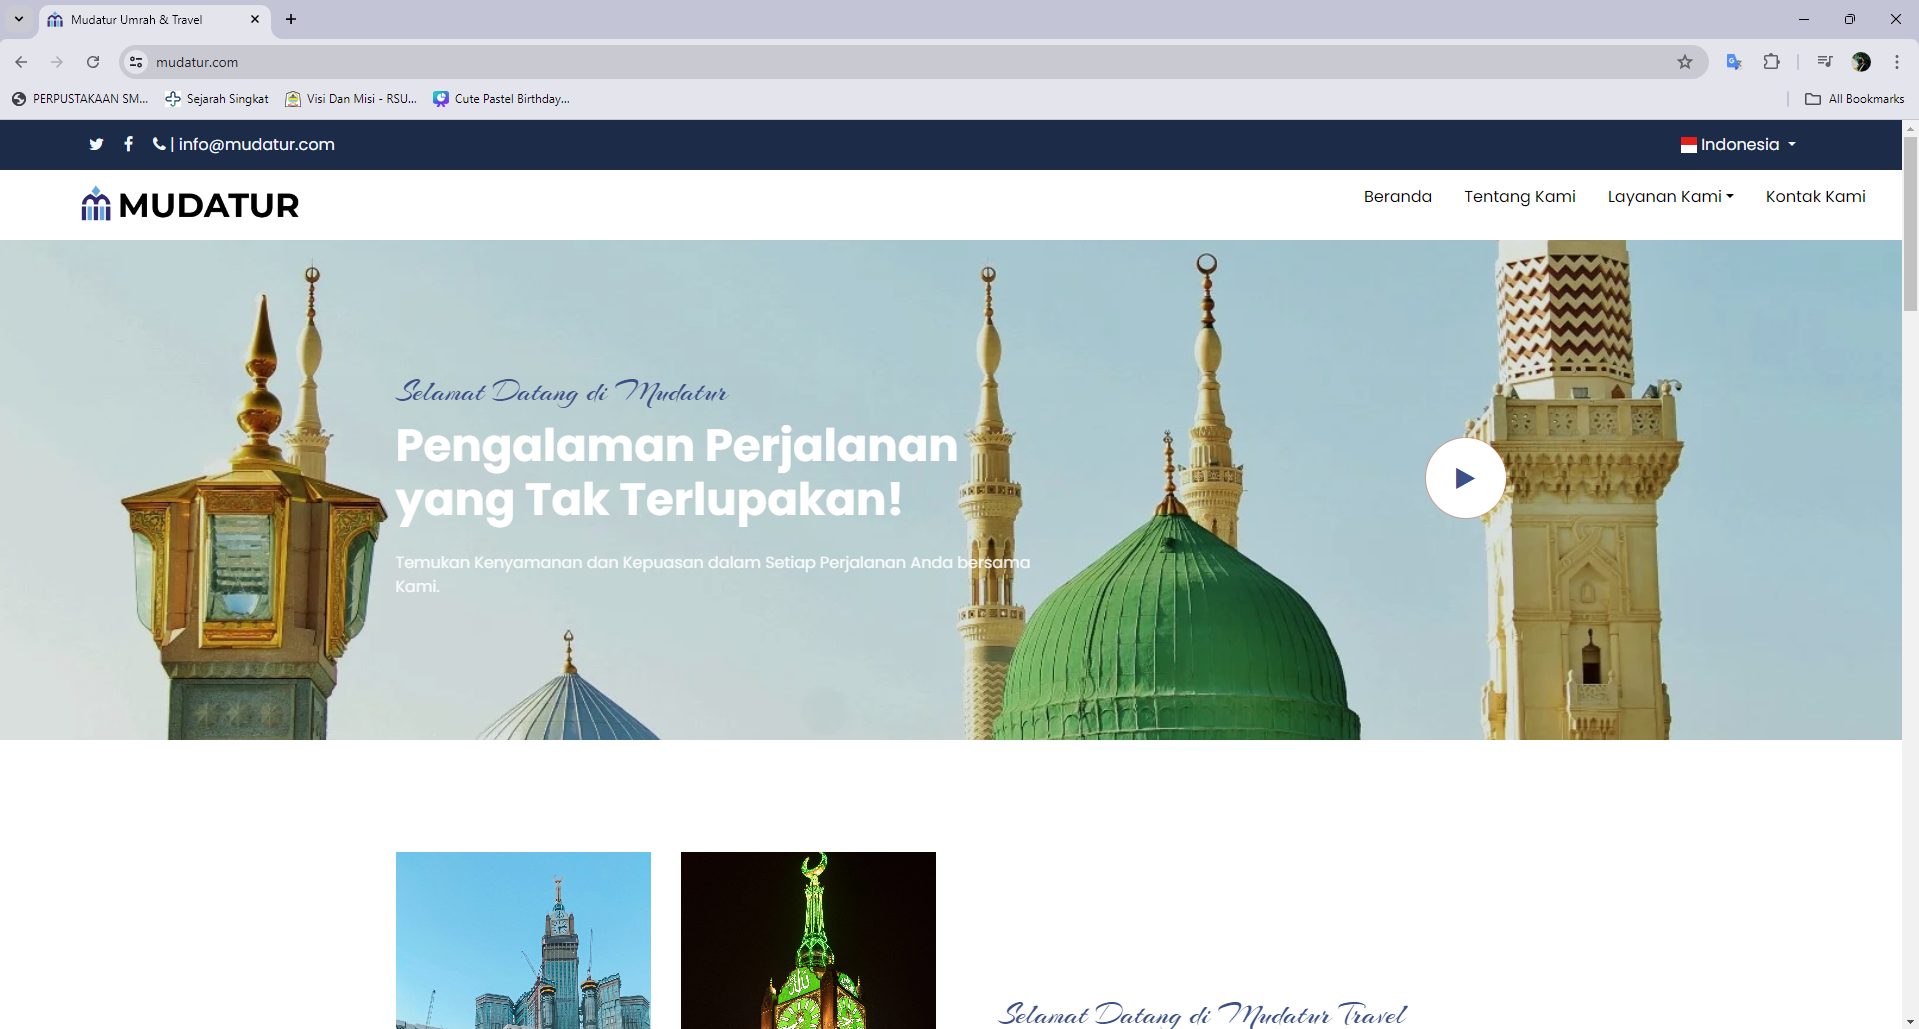 Mudatur Umrah & Travel
mudatur.com
PERPUSTAKAAN SM...
Sejarah Singkat
Visi Dan Misi - RSU...
Cute Pastel Birthday...
All Bookmarks
| info@mudatur.com
Indonesia
MUDATUR
Beranda
Tentang Kami
Layanan Kami
Kontak Kami
Selamat Datang di Mudatur
Pengalaman Perjalanan
yang Tak Terlupakan!
Temukan Kenyamanan dan Kepuasan dalam Setiap Perjalanan Anda bersama
Kami.
Selamat Datang di Mudatur Travel